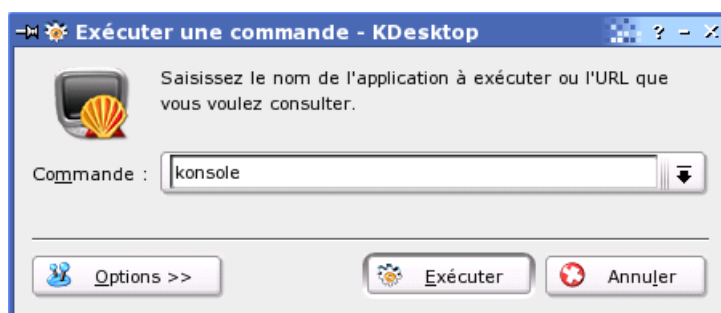 Exécuter une commande - KDesktop
Saisissez le nom de l'application à exécuter ou l'URL que
vous voulez consulter.
Commande : konsole
Options >> Exécuter Annuler